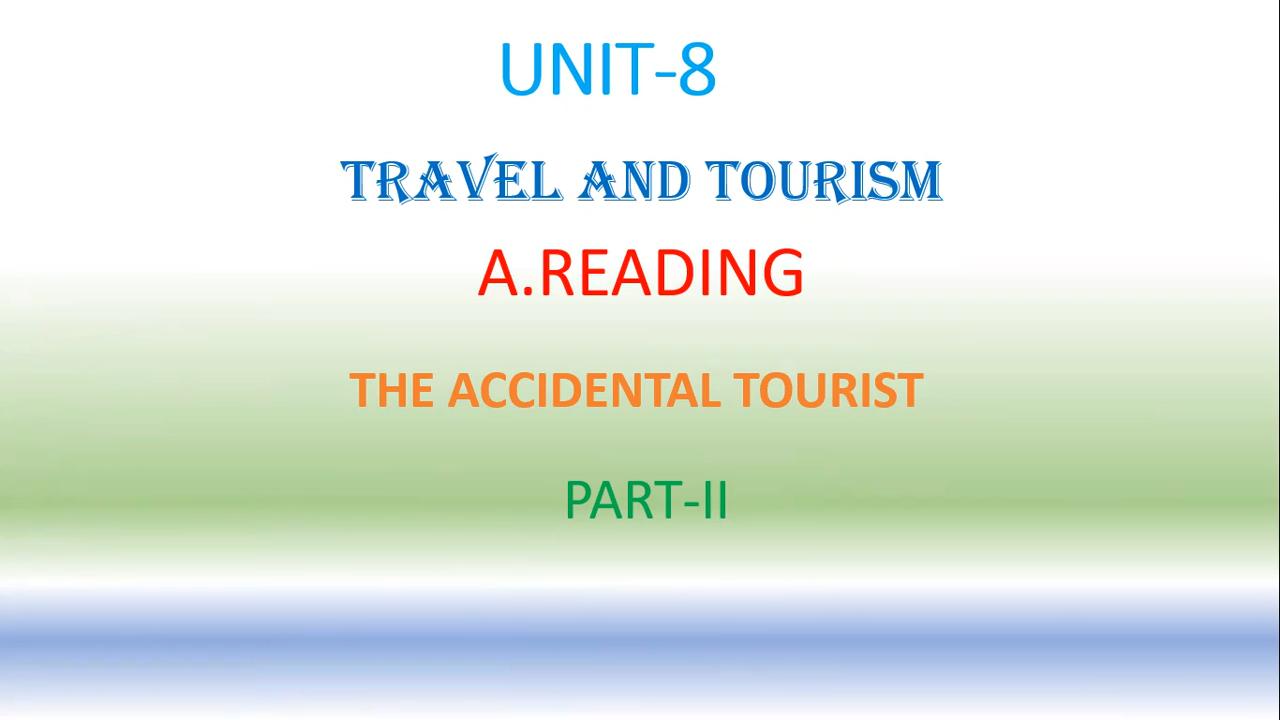 UNIT-8
TRAVEL AND TOURISM
A.READING
THE ACCIDENTAL TOURIST
PART-II